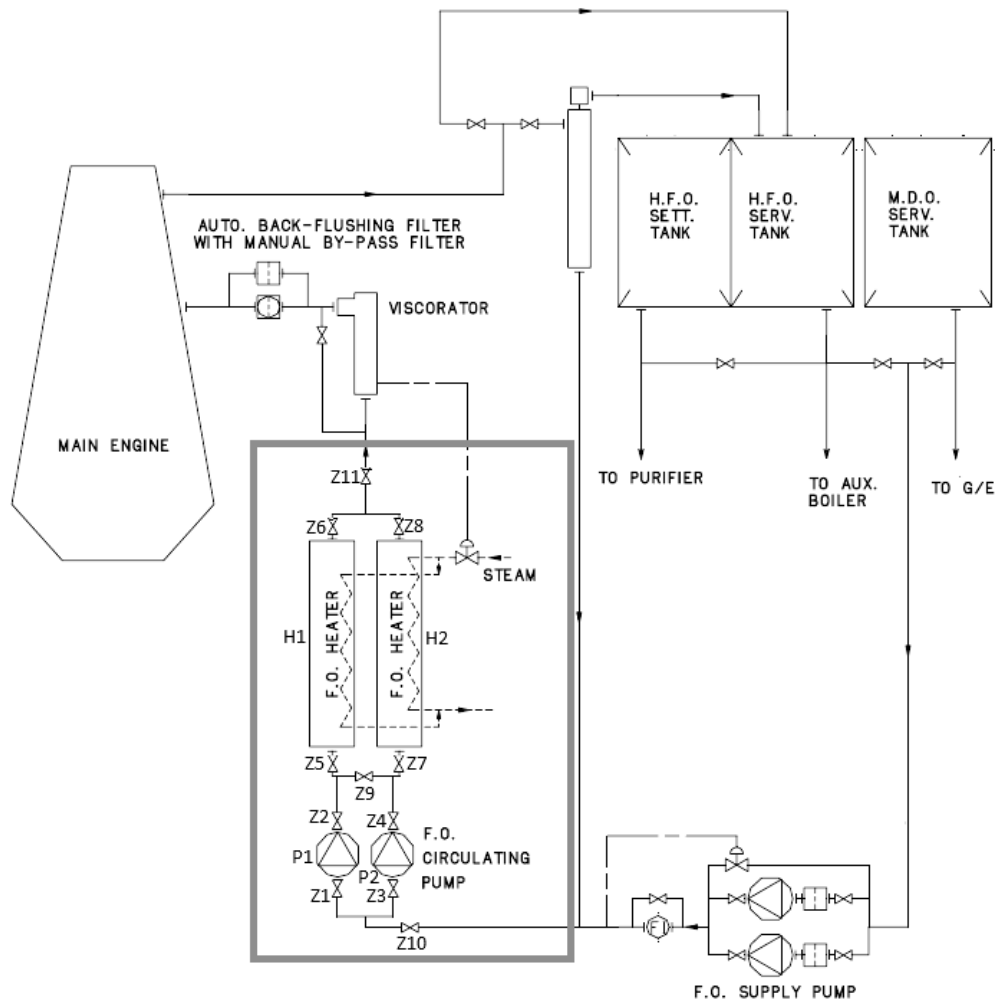 H.F.O.
SETT.
TANK
H.F.O.
SERV.
TANK
M.D.O.
SERV.
TANK
AUTO. BACK-FLUSHING FILTER
WITH MANUAL BY-PASS FILTER
VISCORATOR
MAIN ENGINE
TO PURIFIER
TO AUX.
BOILER
TO G/E
Z11
Z6
Z8
STEAM
H1
F.O. HEATER
F.O. HEATER
H2
Z5
Z7
Z9
Z2
Z4
P1
P2
F.O.
CIRCULATING
PUMP
Z1
Z3
Z10
F.O. SUPPLY PUMP